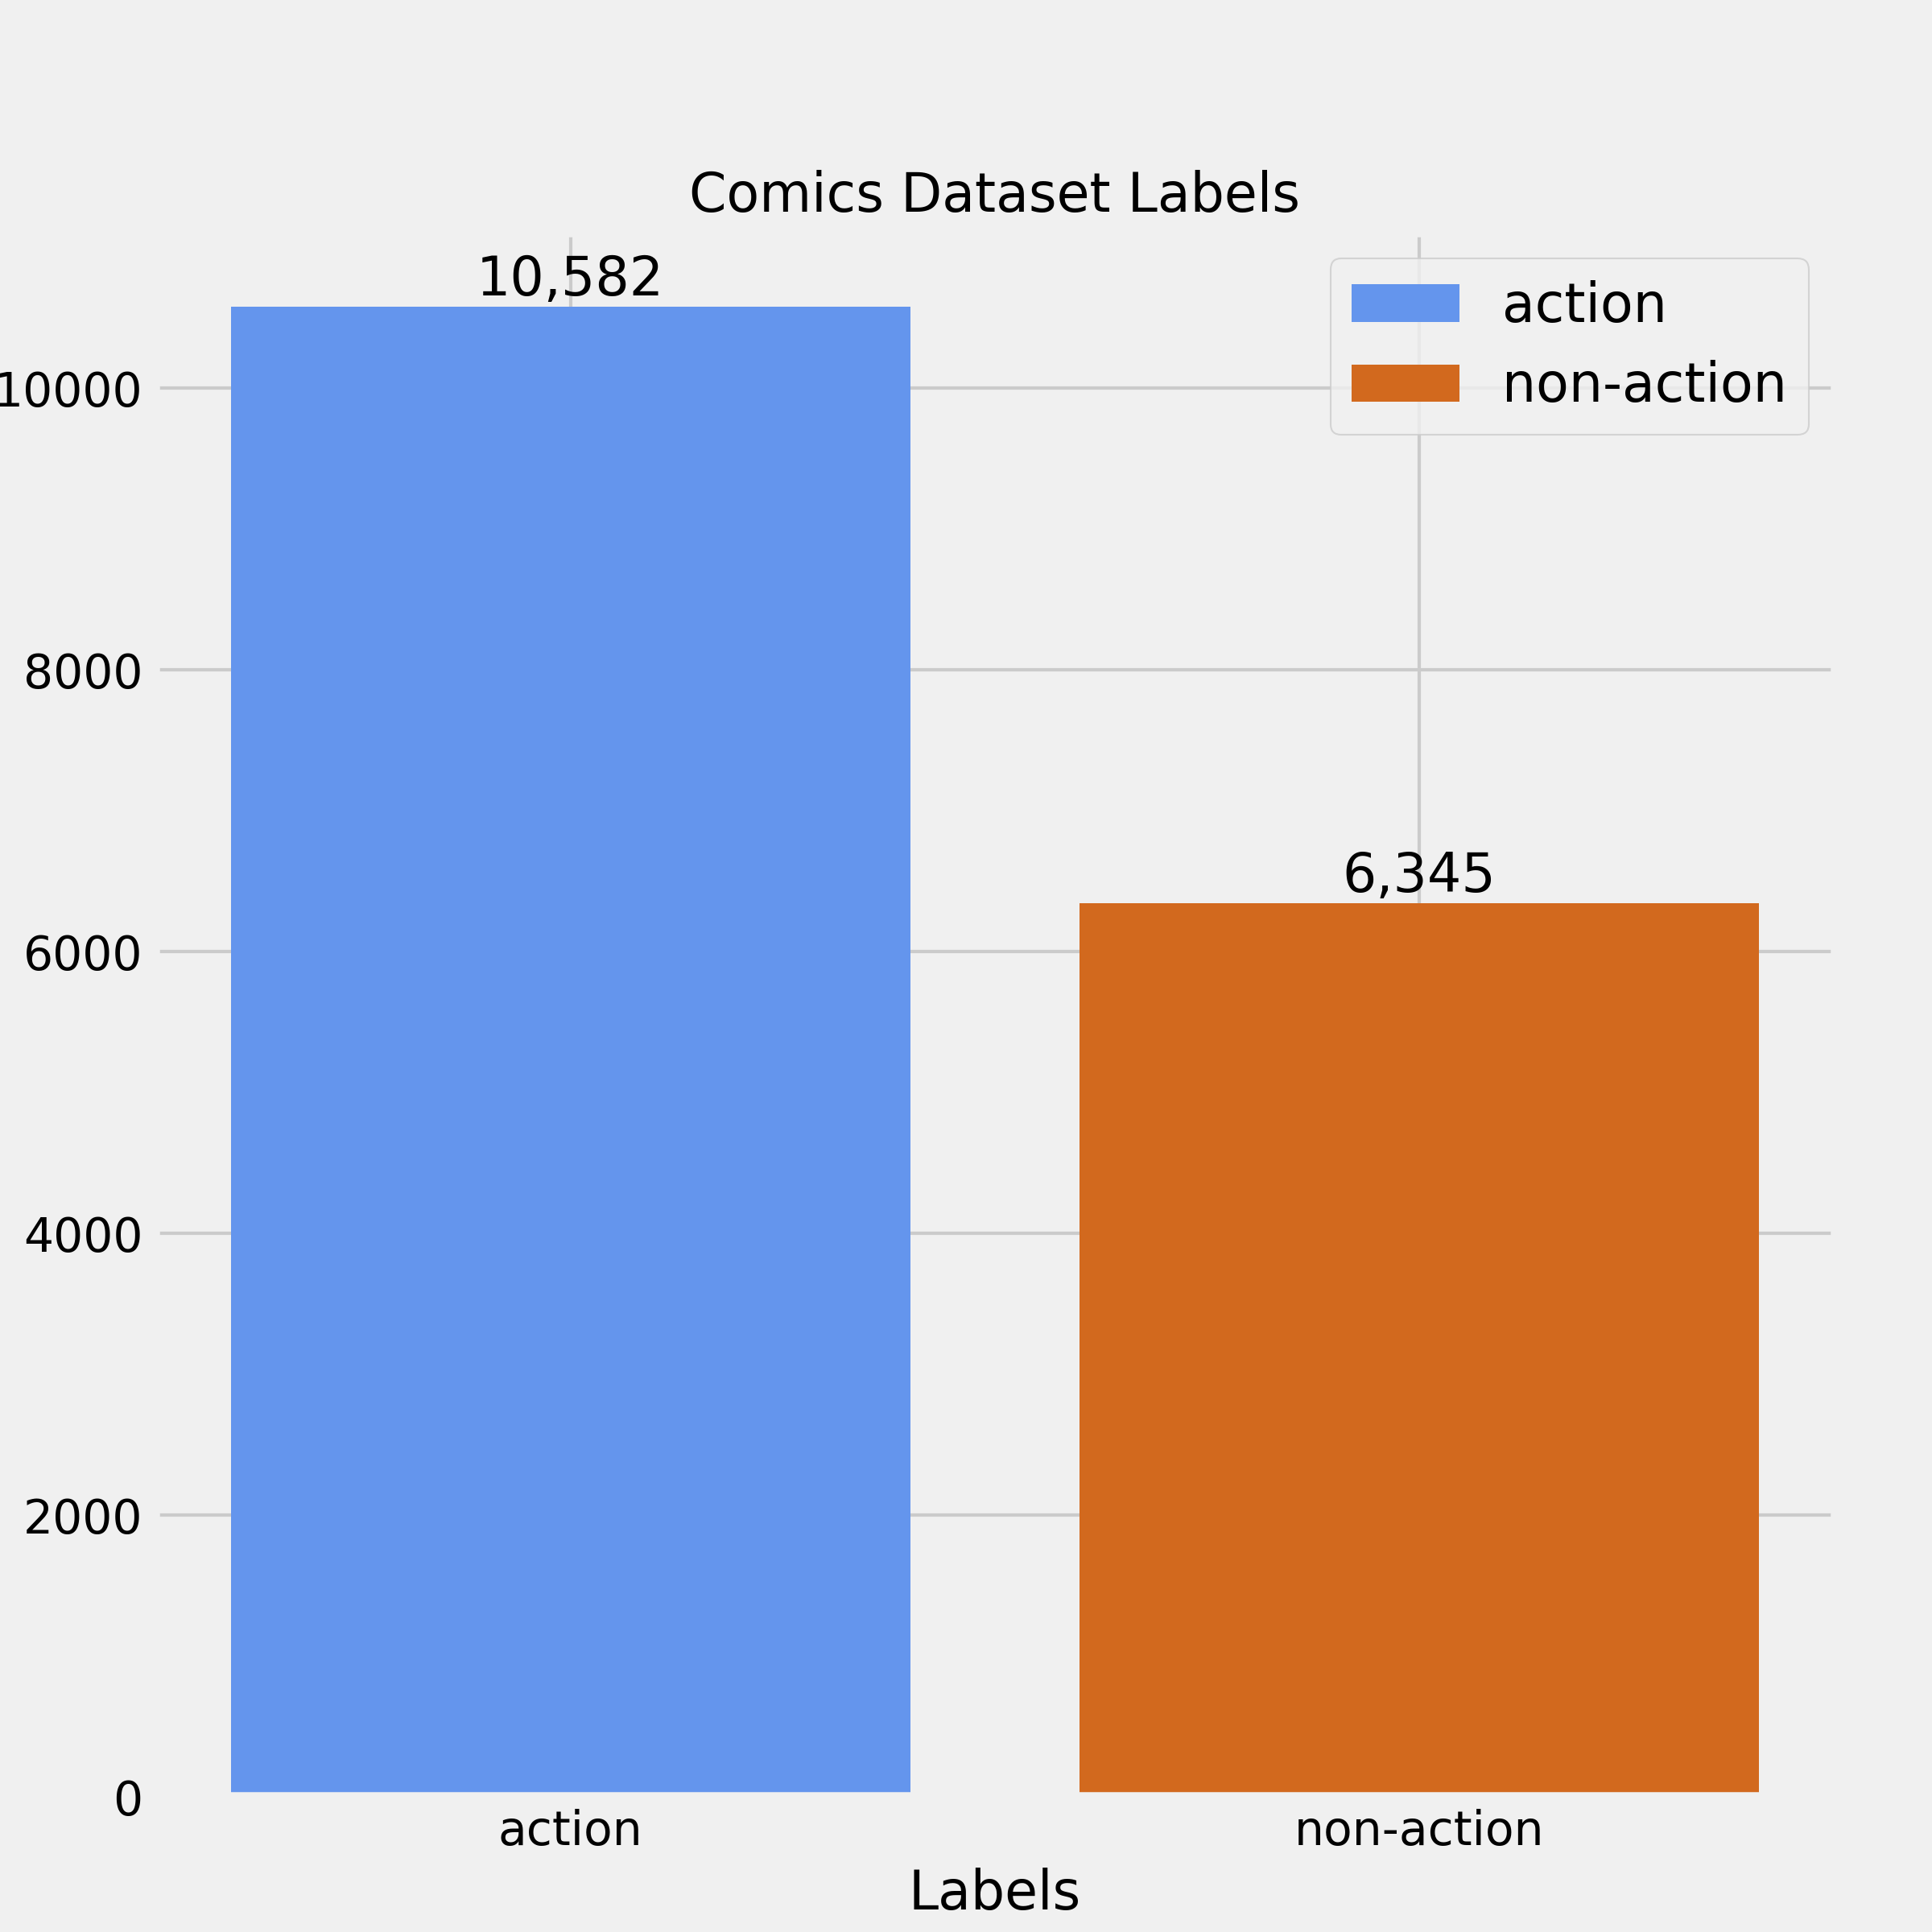 Comics Dataset Labels
10,582
action
non-action
10000
8000
6,345
6000
4000
2000
0
action
non-action
Labels